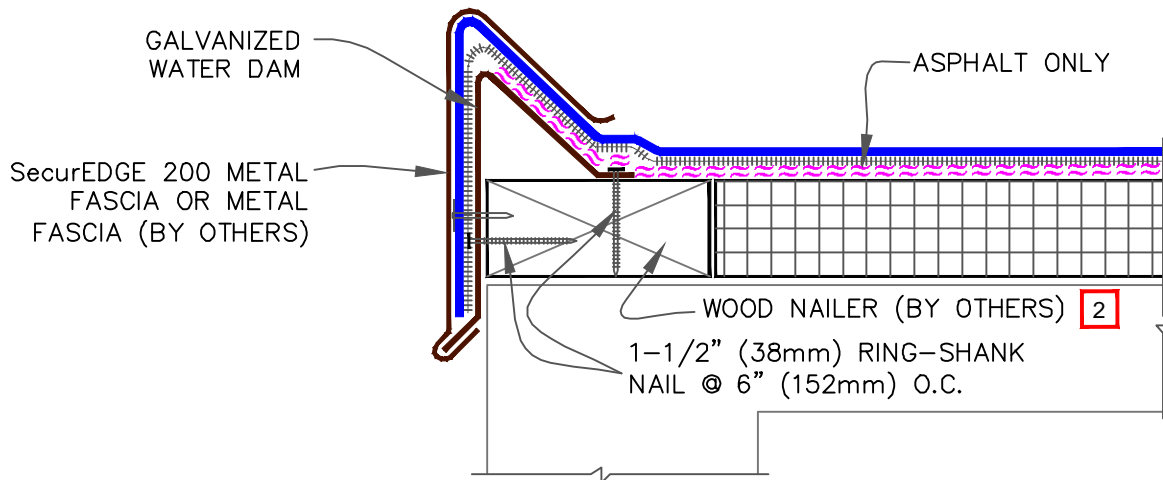 GALVANIZED
WATER DAM
ASPHALT ONLY
SecurEDGE 200 METAL
FASCIA OR METAL
FASCIA (BY OTHERS)
WOOD NAILER (BY OTHERS) 2
1-1/2" (38mm) RING-SHANK
NAIL @ 6" (152mm) O.C.